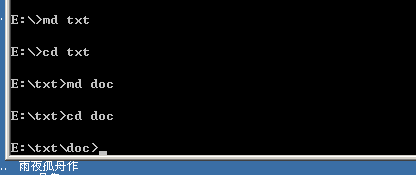 E:\>md txt
E:\>cd txt
E:\txt>md doc
E:\txt>cd doc
E:\txt\doc>_
雨夜孤舟作